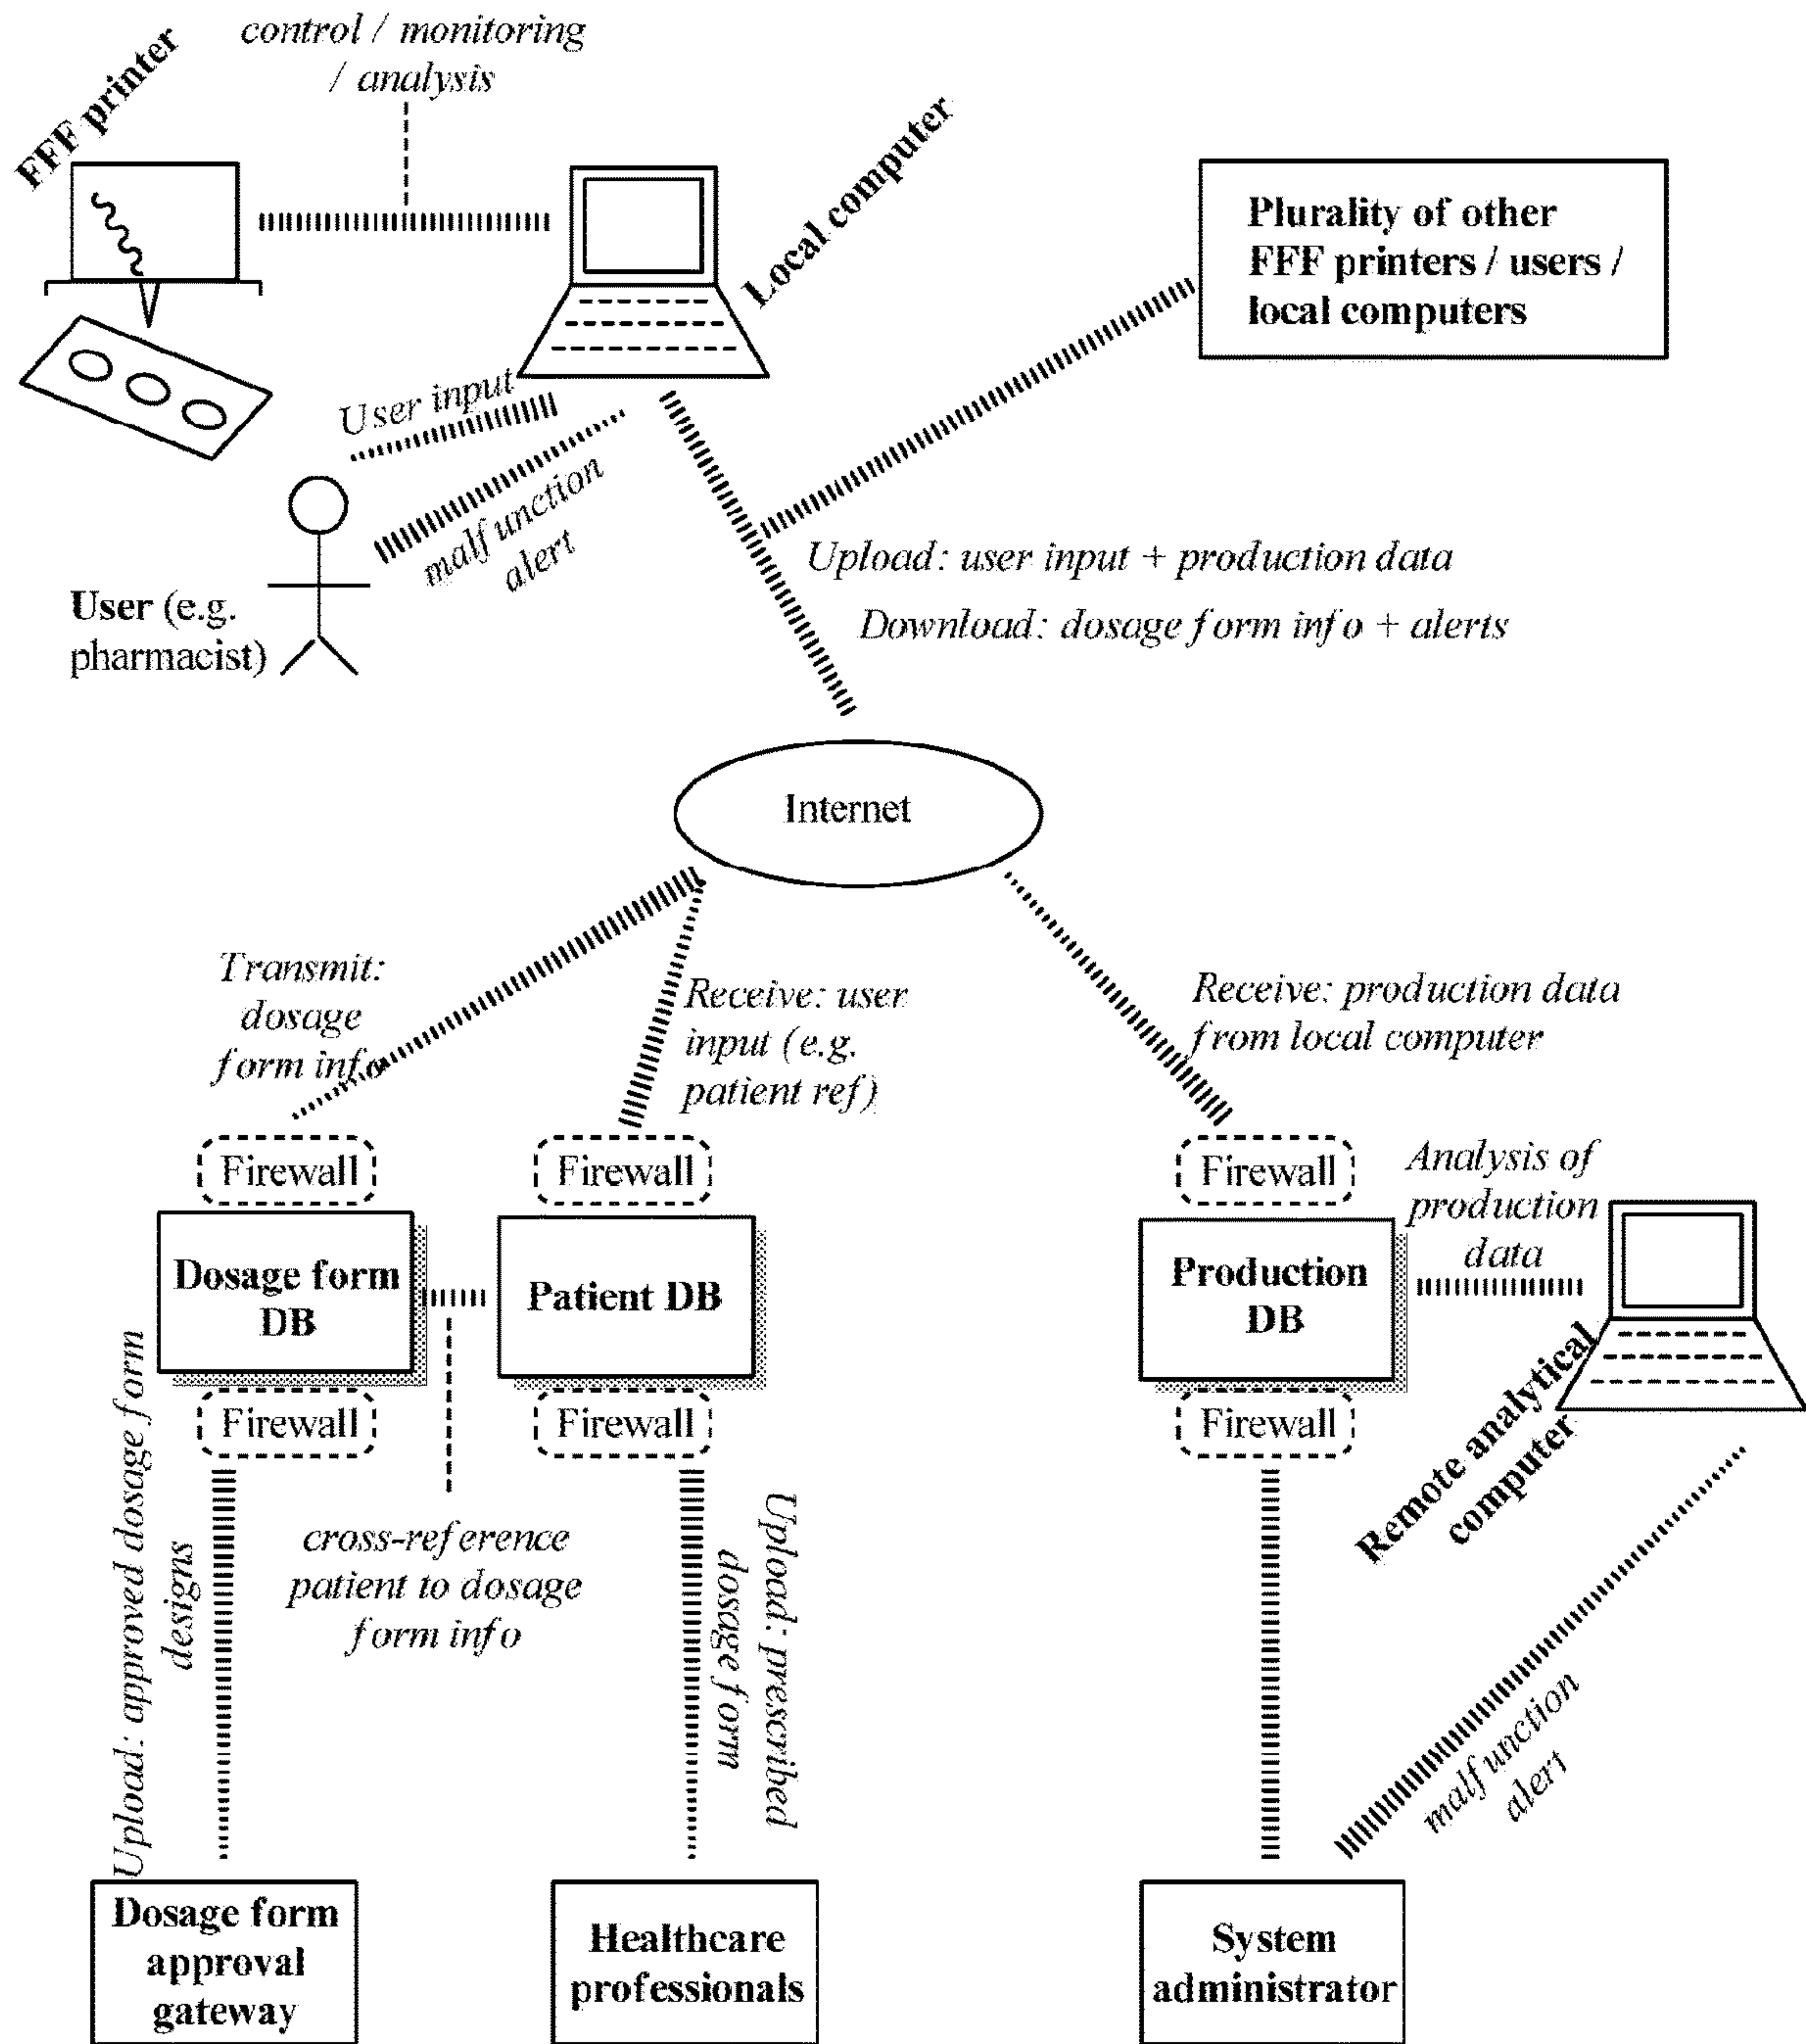 control / monitoring
/ analysis
FFF printer
Local computer
Plurality of other
FFF printers / users /
local computers
User input
malfunction
alert
User (e.g.
pharmacist)
Upload: user input + production data
Download: dosage form info + alerts
Internet
Transmit:
dosage
form info
Receive: user
input (e.g.
patient ref)
Receive: production data
from local computer
Firewall
Firewall
Firewall
Analysis of
production
data
Dosage form
DB
Patient DB
Production
DB
Remote analytical
computer
Firewall
Firewall
Firewall
Upload: approved dosage form
designs
cross-reference
patient to dosage
form info
Upload: prescribed
dosage form
malfunction
alert
Dosage form
approval
gateway
Healthcare
professionals
System
administrator